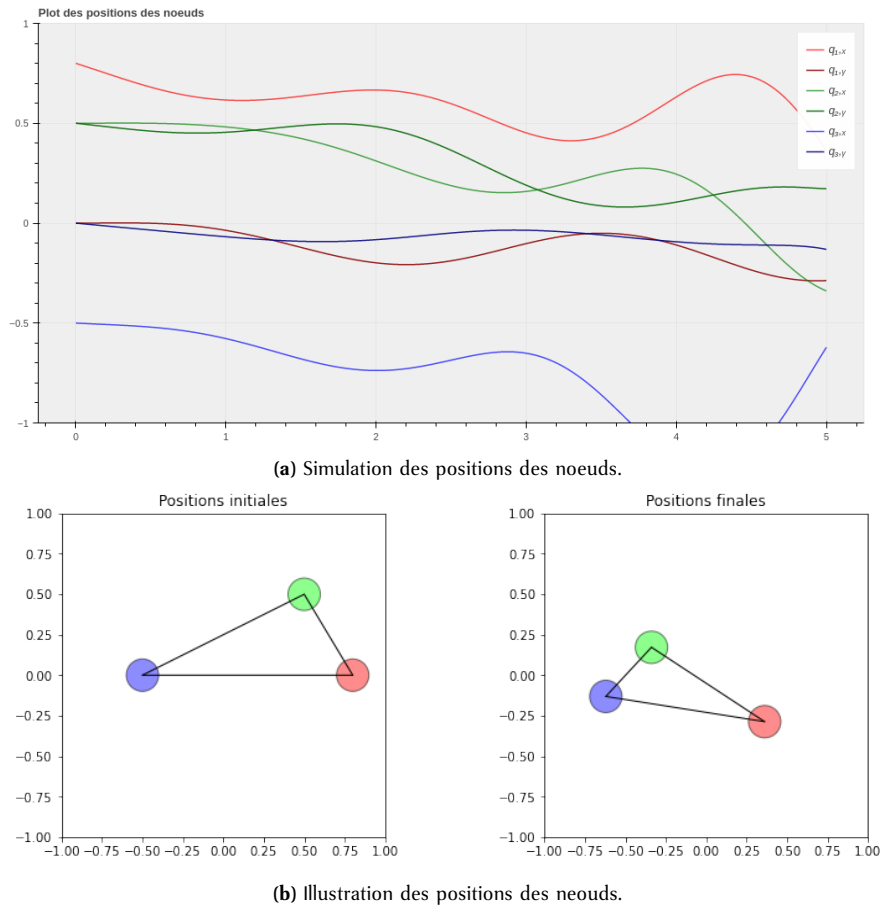 Plot des positions des noeuds
1
0.5
0
−0.5
−1
0 1 2 3 4 5
q₁,x
q₁,y
q₂,x
q₂,y
q₃,x
q₃,y
(a) Simulation des positions des noeuds.
Positions initiales
1.00
0.75
0.50
0.25
0.00
−0.25
−0.50
−0.75
−1.00
−1.00 −0.75 −0.50 −0.25 0.00 0.25 0.50 0.75 1.00
Positions finales
1.00
0.75
0.50
0.25
0.00
−0.25
−0.50
−0.75
−1.00
−1.00 −0.75 −0.50 −0.25 0.00 0.25 0.50 0.75 1.00
(b) Illustration des positions des neouds.